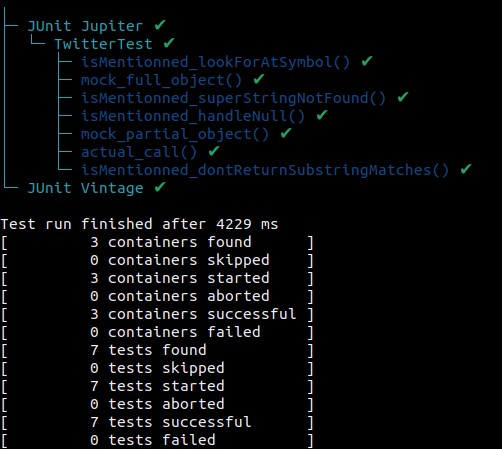 JUnit Jupiter ✔
TwitterTest ✔
isMentionned_lookForAtSymbol() ✔
mock_full_object() ✔
isMentionned_superStringNotFound() ✔
isMentionned_handleNull() ✔
mock_partial_object() ✔
actual_call() ✔
isMentionned_dontReturnSubstringMatches() ✔
JUnit Vintage ✔
Test run finished after 4229 ms
[ 3 containers found ]
[ 0 containers skipped ]
[ 3 containers started ]
[ 0 containers aborted ]
[ 3 containers successful ]
[ 0 containers failed ]
[ 7 tests found ]
[ 0 tests skipped ]
[ 7 tests started ]
[ 0 tests aborted ]
[ 7 tests successful ]
[ 0 tests failed ]